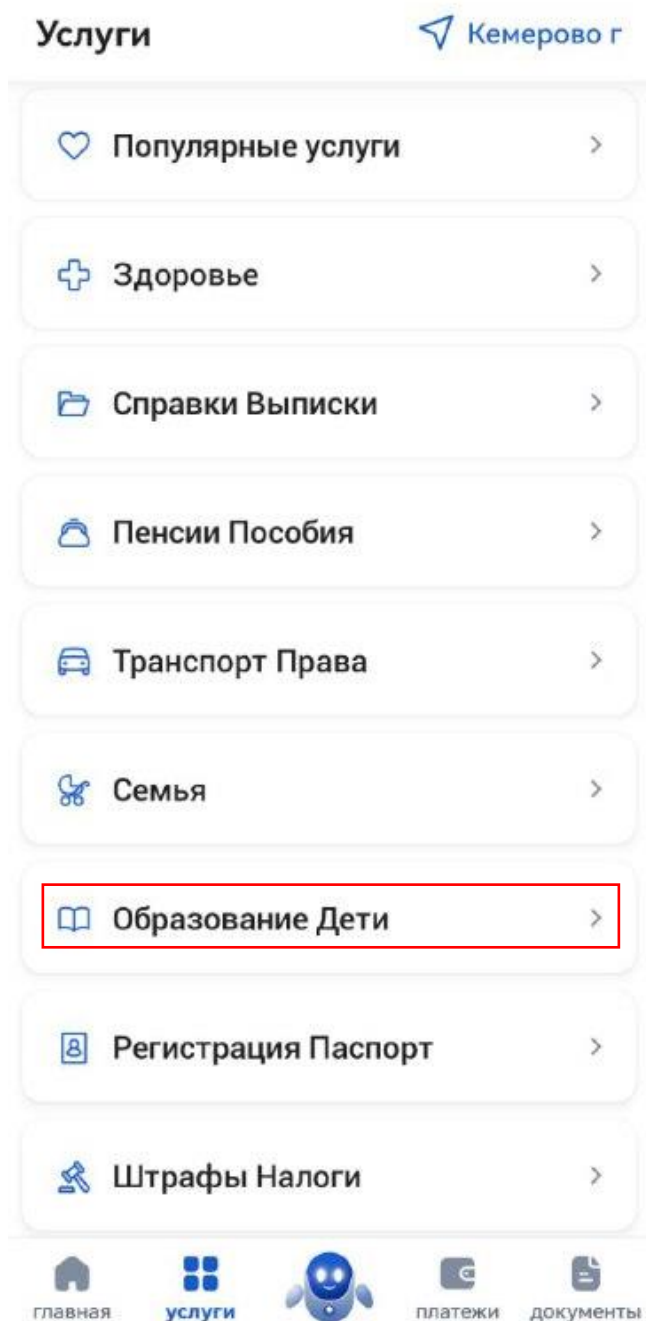 Услуги Кемерово г
Популярные услуги
Здоровье
Справки Выписки
Пенсии Пособия
Транспорт Права
Семья
Образование Дети
Регистрация Паспорт
Штрафы Налоги
главная услуги платежи документы